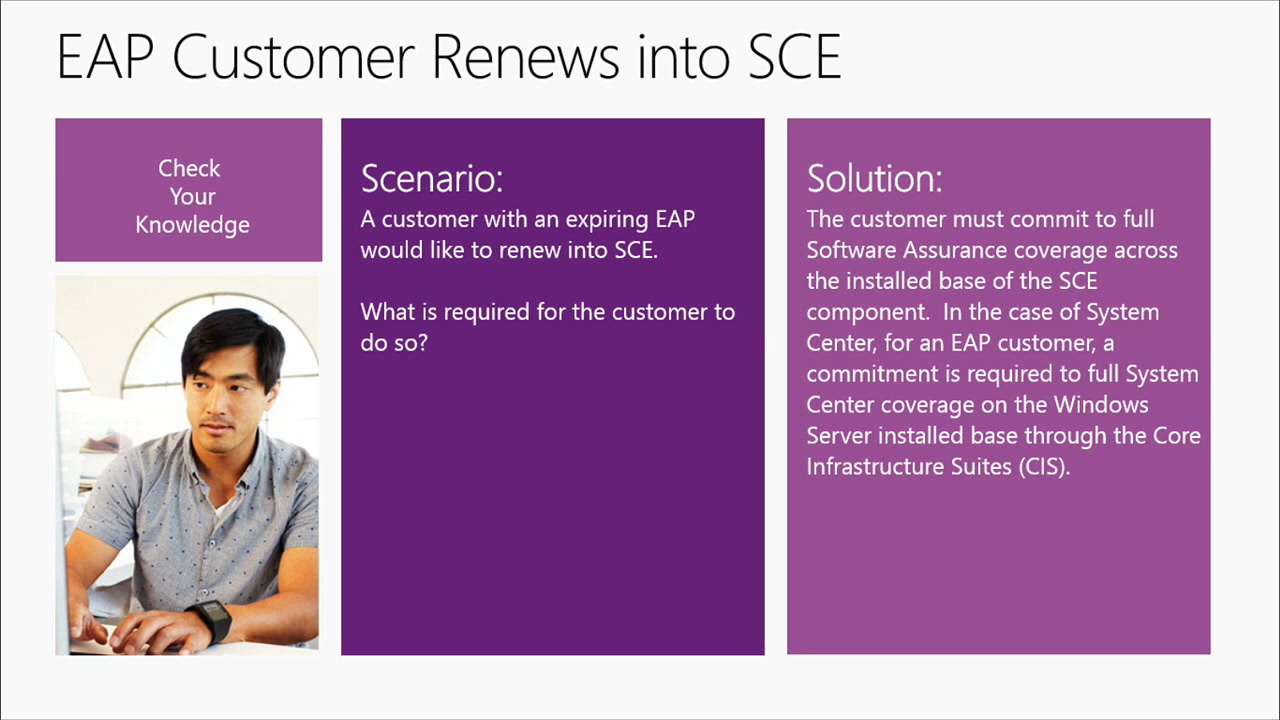 EAP Customer Renews into SCE
Check
Your
Knowledge
Scenario:
A customer with an expiring EAP
would like to renew into SCE.
What is required for the customer to
do so?
Solution:
The customer must commit to full
Software Assurance coverage across
the installed base of the SCE
component.  In the case of System
Center, for an EAP customer, a
commitment is required to full System
Center coverage on the Windows
Server installed base through the Core
Infrastructure Suites (CIS).